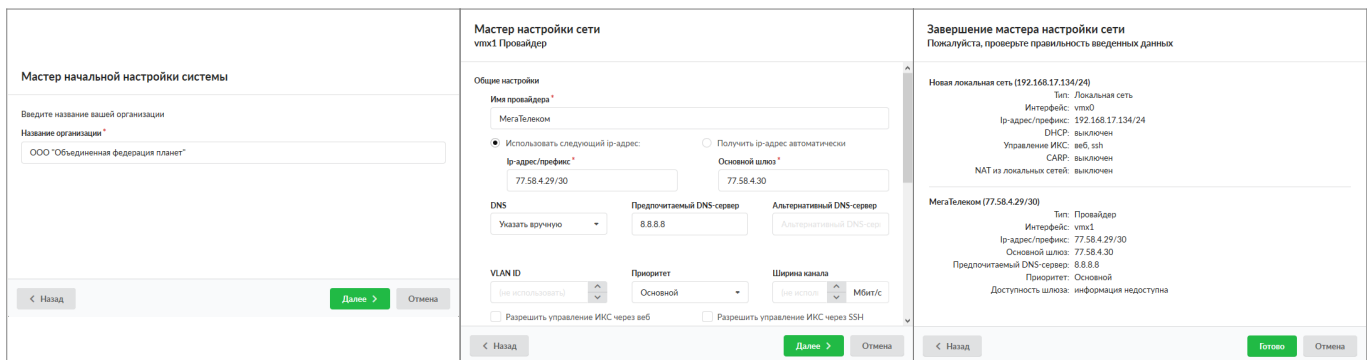 Мастер начальной настройки системы
Введите название вашей организации
Название организации *
ООО "Объединенная федерация планет"
< Назад
Далее >
Отмена
Мастер настройки сети
vmx1 Провайдер
Общие настройки
Имя провайдера *
МегаТелеком
Использовать следующий ip-адрес:
Получить ip-адрес автоматически
Ip-адрес/префикс *
Основной шлюз *
77.58.4.29/30
77.58.4.30
DNS
Предпочитаемый DNS-сервер
Альтернативный DNS-сервер
Указать вручную
8.8.8.8
Альтернативный DNS-сер
VLAN ID
Приоритет
Ширина канала
(не использовать)
Основной
(не исполь
Мбит/с
Разрешить управление ИКС через веб
Разрешить управление ИКС через SSH
< Назад
Далее >
Отмена
Завершение мастера настройки сети
Пожалуйста, проверьте правильность введенных данных
Новая локальная сеть (192.168.17.134/24)
Тип: Локальная сеть
Интерфейс: vmx0
Ip-адрес/префикс: 192.168.17.134/24
DHCP: выключен
Управление ИКС: веб, ssh
CARP: выключен
NAT из локальных сетей: выключен
МегаТелеком (77.58.4.29/30)
Тип: Провайдер
Интерфейс: vmx1
Ip-адрес/префикс: 77.58.4.29/30
Основной шлюз: 77.58.4.30
Предпочитаемый DNS-сервер: 8.8.8.8
Приоритет: Основной
Доступность шлюза: информация недоступна
< Назад
Готово
Отмена